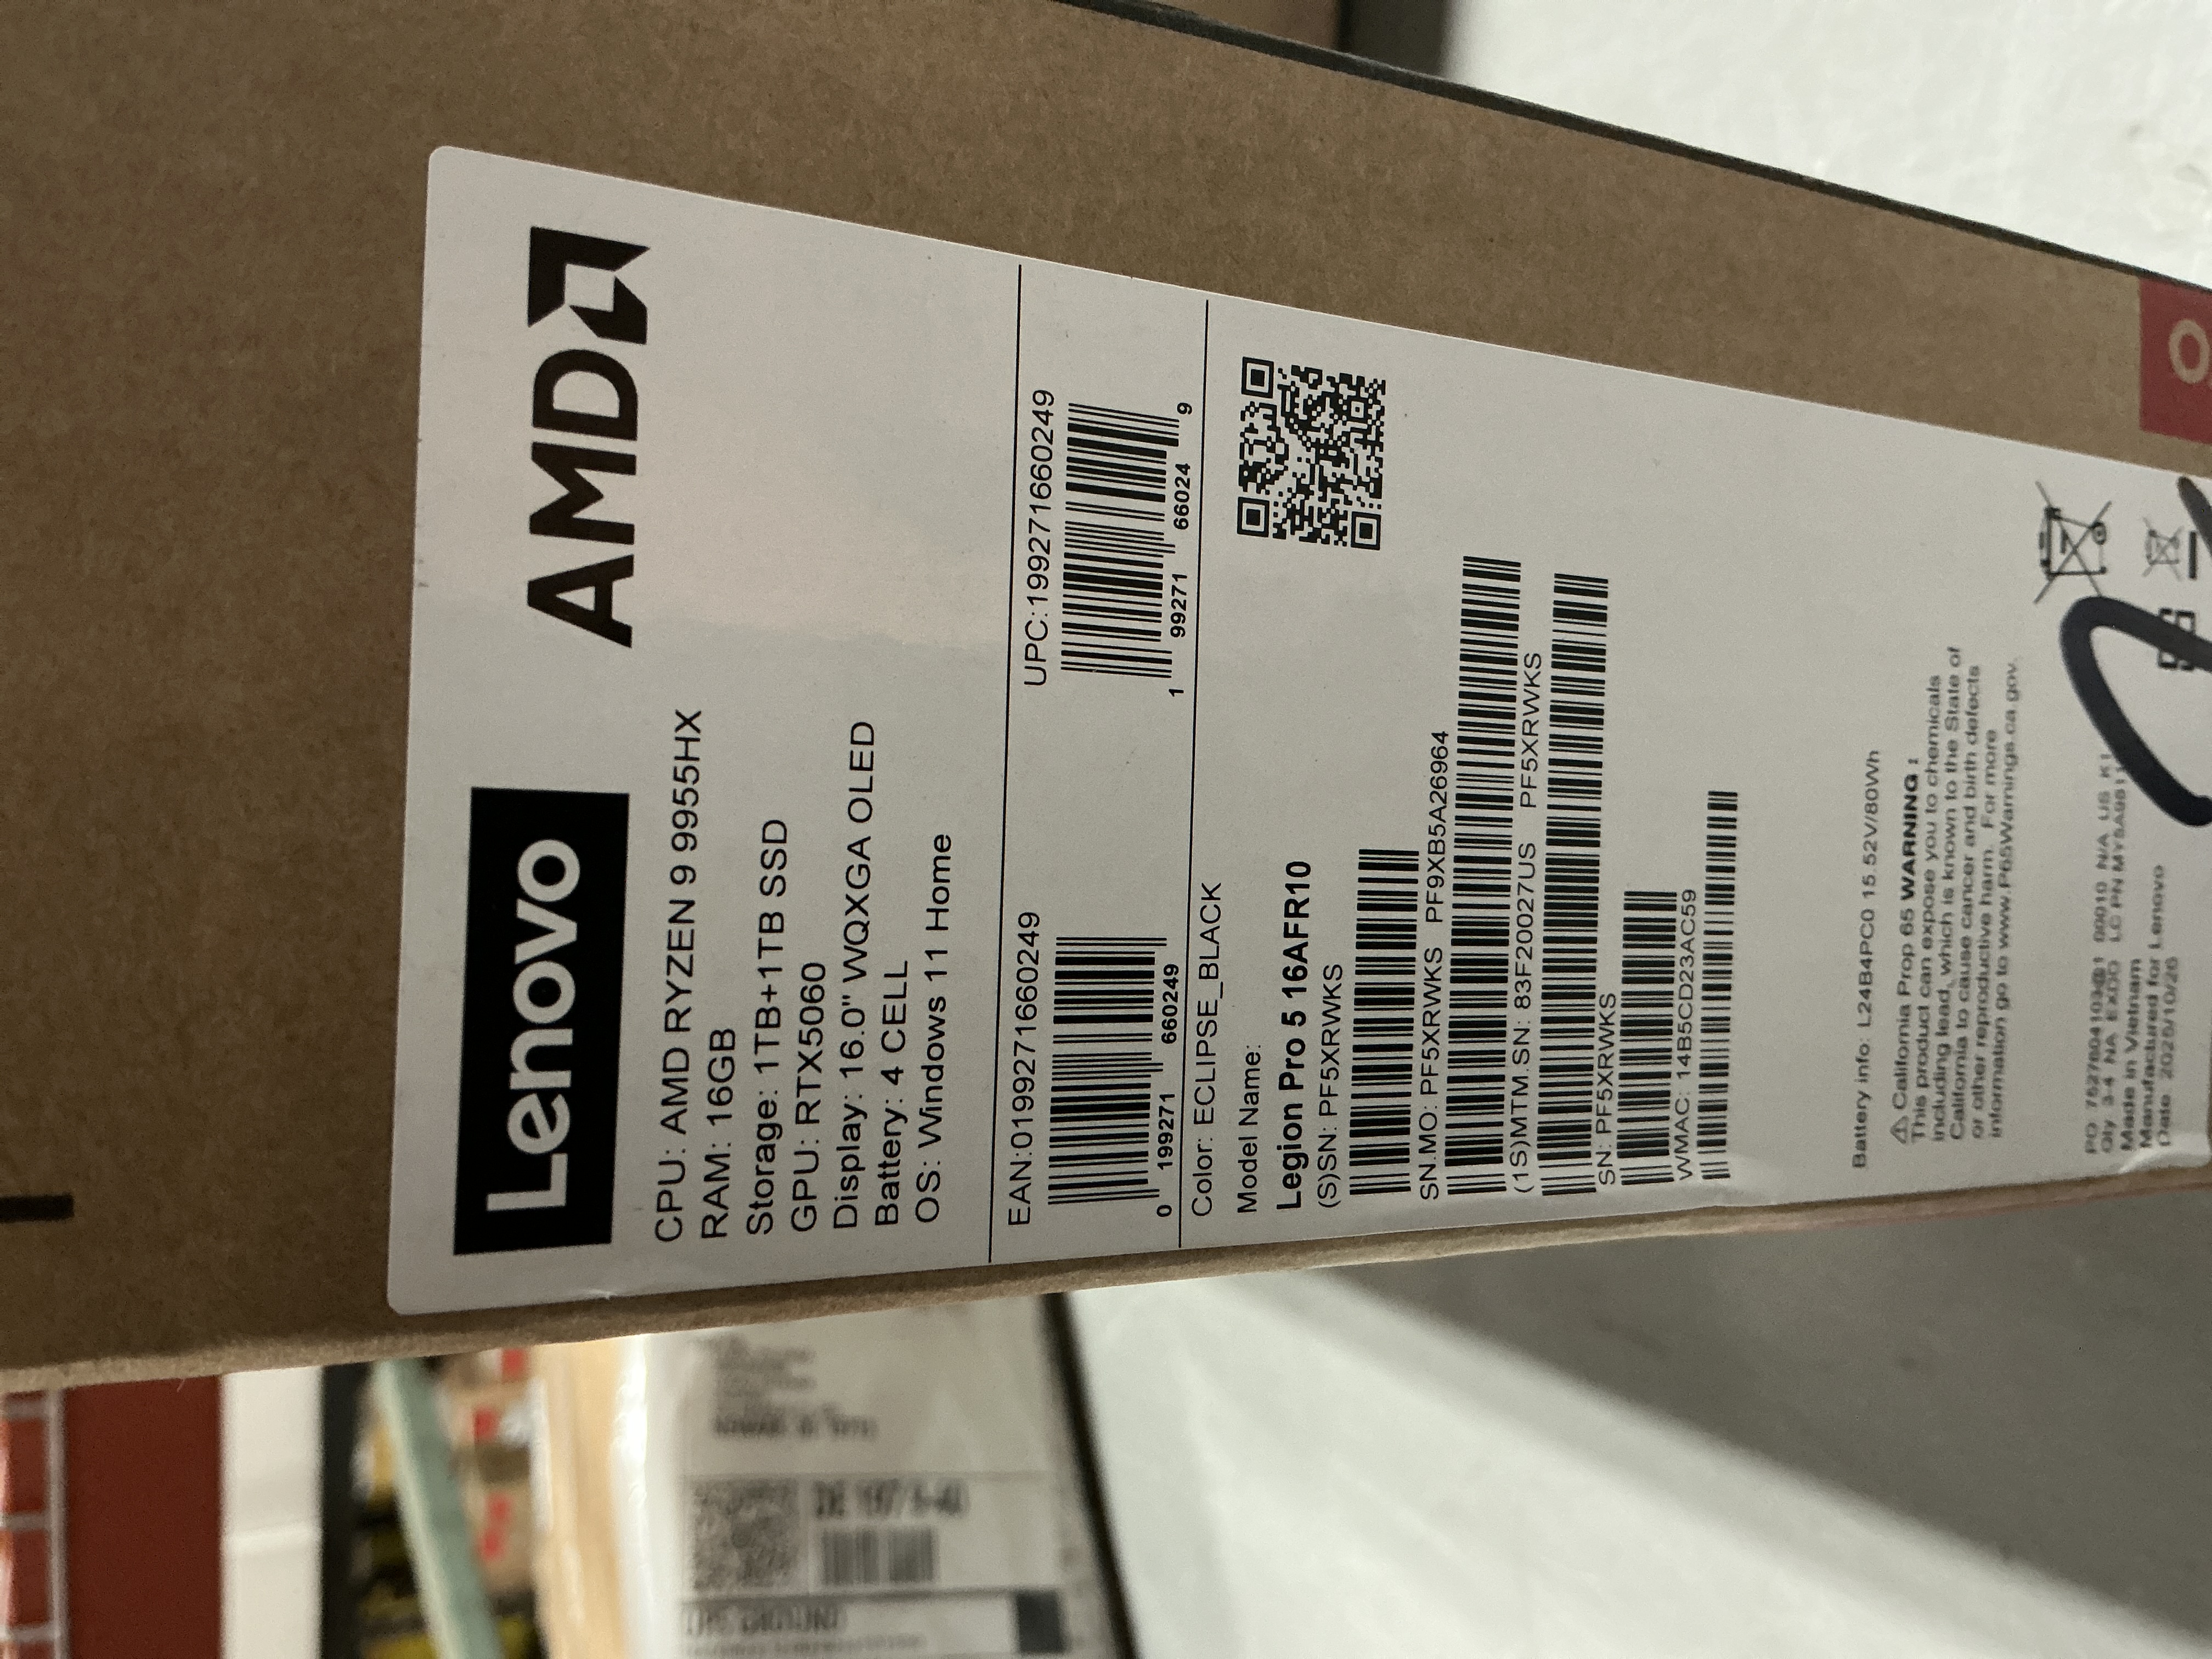 Lenovo
AMD
CPU: AMD RYZEN 9 9955HX
RAM: 16GB
Storage: 1TB+1TB SSD
GPU: RTX5060
Display: 16.0" WQXGA OLED
Battery: 4 CELL
OS: Windows 11 Home
EAN:0199271660249
0 199271 660249
UPC:199271660249
1 99271 66024 9
Color: ECLIPSE_BLACK
Model Name:
Legion Pro 5 16AFR10
(S)SN: PF5XRWKS
SN.MO: PF5XRWKS PF9XB5A26964
(1S)MTM.SN: 83F20027US PF5XRWKS
SN: PF5XRWKS
WMAC: 14B5CD23AC59
Battery info: L24B4PC0 15.52V/80Wh
⚠ California Prop 65 WARNING :
This product can expose you to chemicals
including lead, which is known to the State of
California to cause cancer and birth defects
or other reproductive harm. For more
information go to www.P65Warnings.ca.gov.
Made in Vietnam
Manufactured for Lenovo
Date 2025/10/26